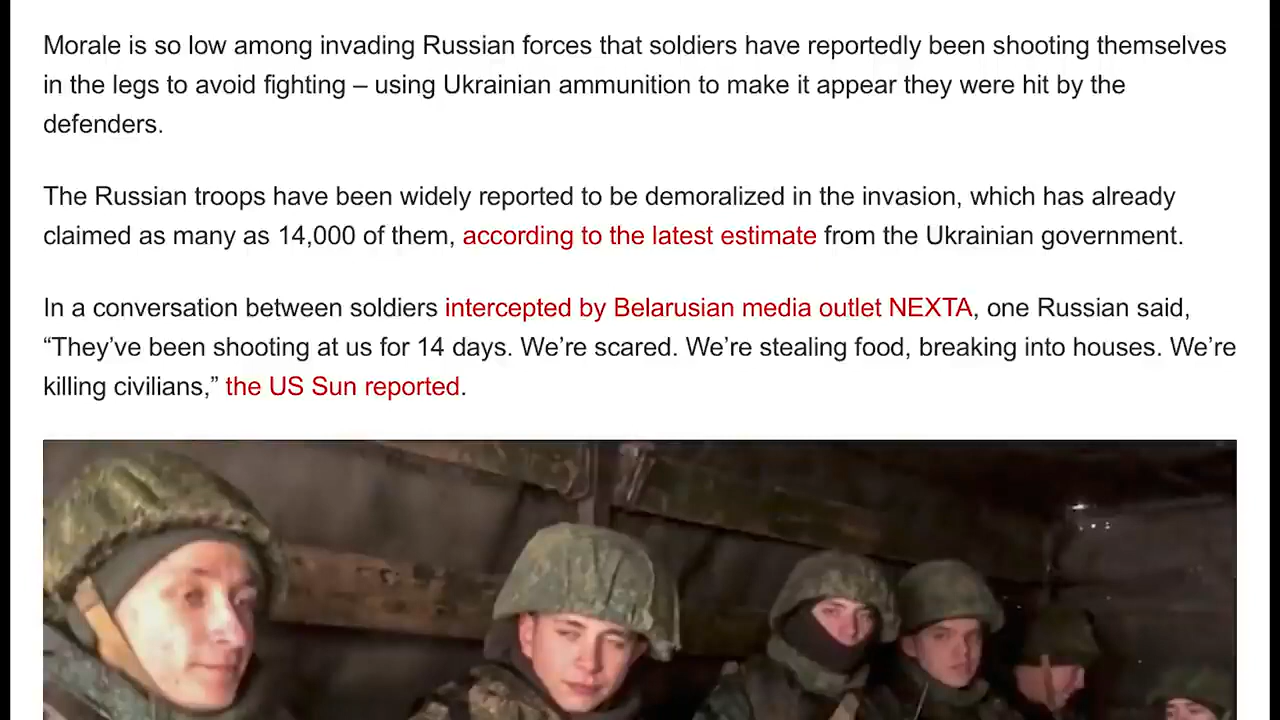 Morale is so low among invading Russian forces that soldiers have reportedly been shooting themselves
in the legs to avoid fighting – using Ukrainian ammunition to make it appear they were hit by the
defenders.
The Russian troops have been widely reported to be demoralized in the invasion, which has already
claimed as many as 14,000 of them, according to the latest estimate from the Ukrainian government.
In a conversation between soldiers intercepted by Belarusian media outlet NEXTA, one Russian said,
“They’ve been shooting at us for 14 days. We’re scared. We’re stealing food, breaking into houses. We’re
killing civilians,” the US Sun reported.